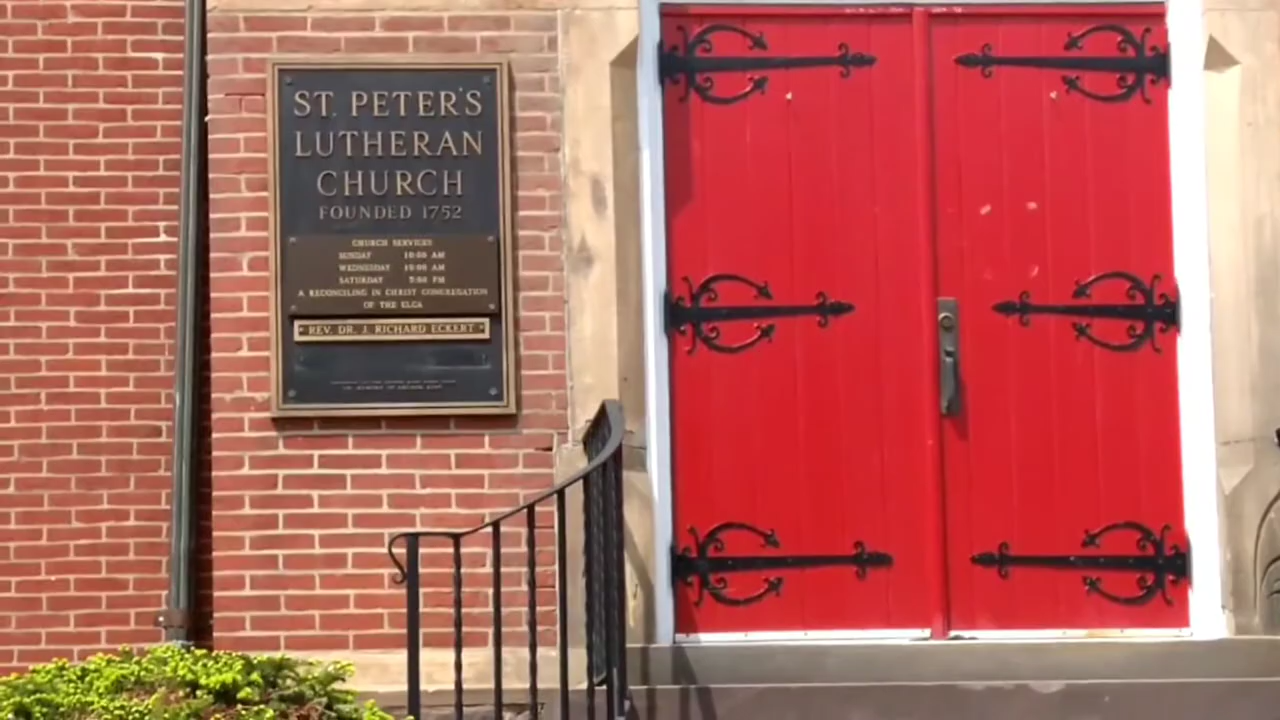 ST. PETER'S
LUTHERAN
CHURCH
FOUNDED 1752
CHURCH SERVICES
SUNDAY 10:00 AM
WEDNESDAY 10:00 AM
SATURDAY 5:00 PM
A RECONCILING IN CHRIST CONGREGATION
OF THE ELCA
REV. DR. J. RICHARD ECKERT